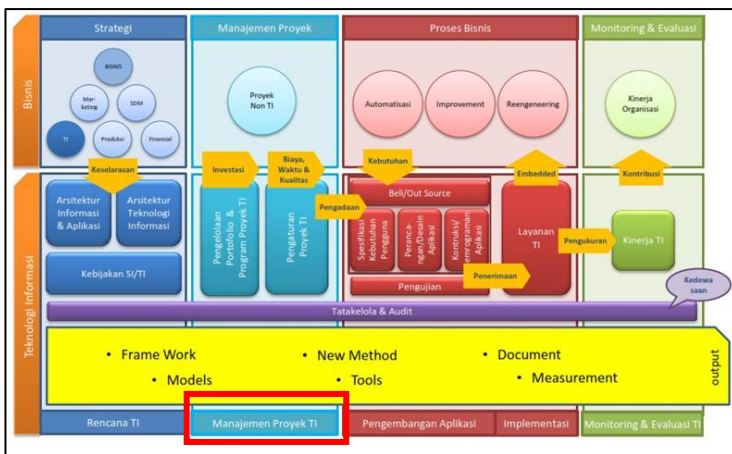 Strategi
Manajemen Proyek
Proses Bisnis
Monitoring & Evaluasi
Bisnis
BISNIS
Mar-
keting
SDM
TI
Produksi
Finansial
Proyek
Non TI
Automatisasi
Improvement
Reengeneering
Kinerja
Organisasi
Keselarasan
Investasi
Biaya,
Waktu &
Kualitas
Kebutuhan
Embedded
Kontribusi
Teknologi Informasi
Arsitektur
Informasi
& Aplikasi
Arsitektur
Teknologi
Informasi
Kebijakan SI/TI
Pengelolaan
Portofolio &
Program Proyek TI
Pengaturan
Proyek TI
Pengadaan
Beli/Out Source
Spesifikasi
Kebutuhan
Pengguna
Peranca-
ngan/Desain
Aplikasi
Kontruksi/
Pemrograman
Aplikasi
Pengujian
Penerimaan
Layanan
TI
Pengukuran
Kinerja TI
Kedewa
saan
Tatakelola & Audit
• Frame Work
• New Method
• Document
• Models
• Tools
• Measurement
output
Rencana TI
Manajemen Proyek TI
Pengembangan Aplikasi
Implementasi
Monitoring & Evaluasi TI